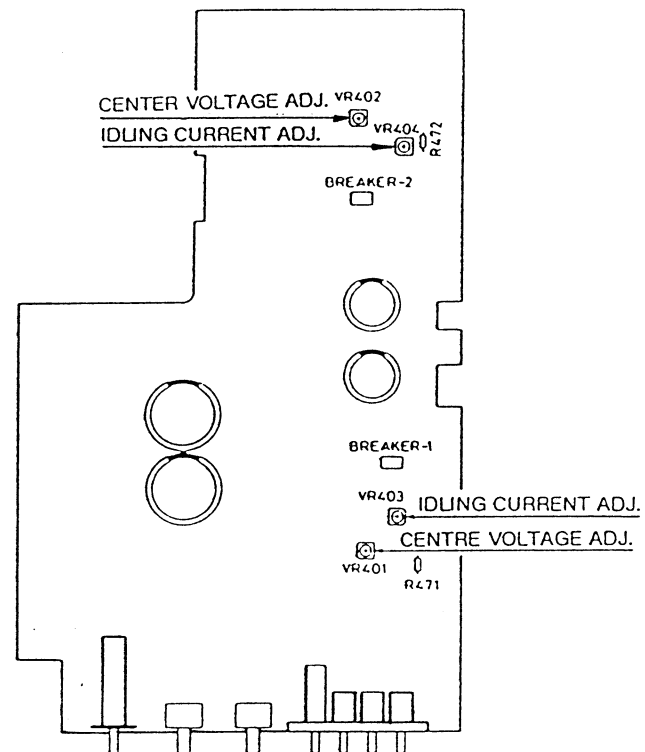 CENTER VOLTAGE ADJ. VR402
IDLING CURRENT ADJ. VR404
R472
BREAKER-2
BREAKER-1
VR403
IDLING CURRENT ADJ.
CENTRE VOLTAGE ADJ.
VR401
R471